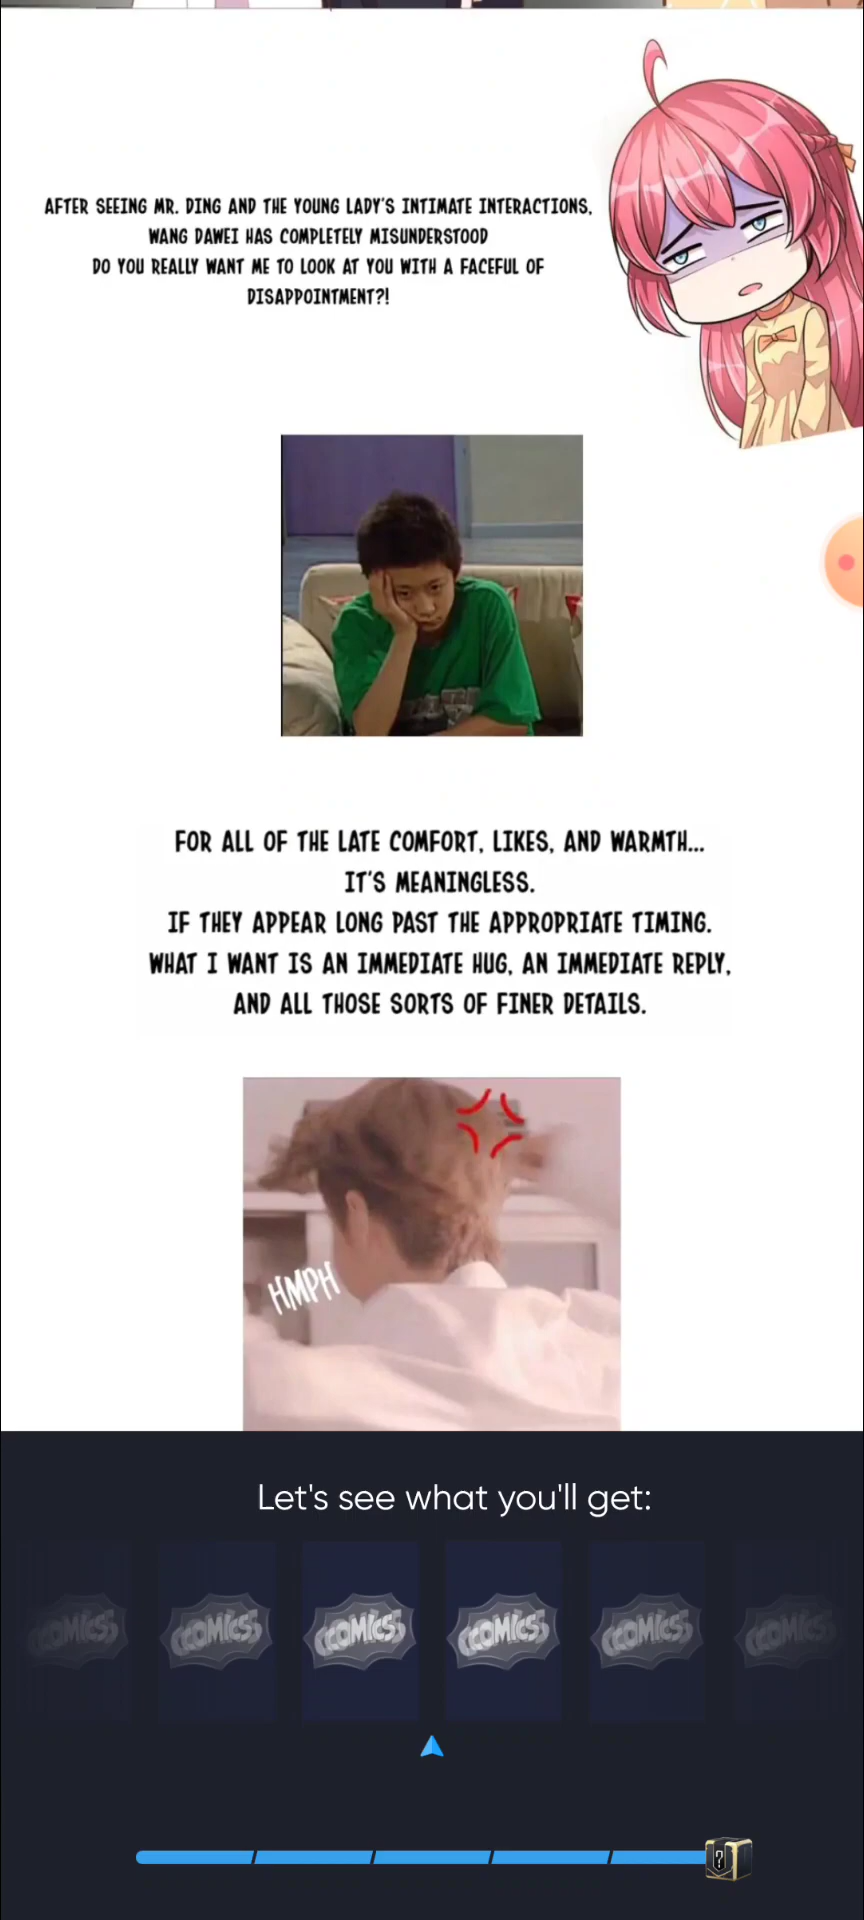 AFTER SEEING MR. DING AND THE YOUNG LADY'S INTIMATE INTERACTIONS,
WANG DAWEI HAS COMPLETELY MISUNDERSTOOD
DO YOU REALLY WANT ME TO LOOK AT YOU WITH A FACEFUL OF
DISAPPOINTMENT?!
FOR ALL OF THE LATE COMFORT, LIKES, AND WARMTH...
IT'S MEANINGLESS.
IF THEY APPEAR LONG PAST THE APPROPRIATE TIMING.
WHAT I WANT IS AN IMMEDIATE HUG, AN IMMEDIATE REPLY,
AND ALL THOSE SORTS OF FINER DETAILS.
HMPH
Let's see what you'll get:
COMICS COMICS COMICS COMICS COMICS COMICS
?